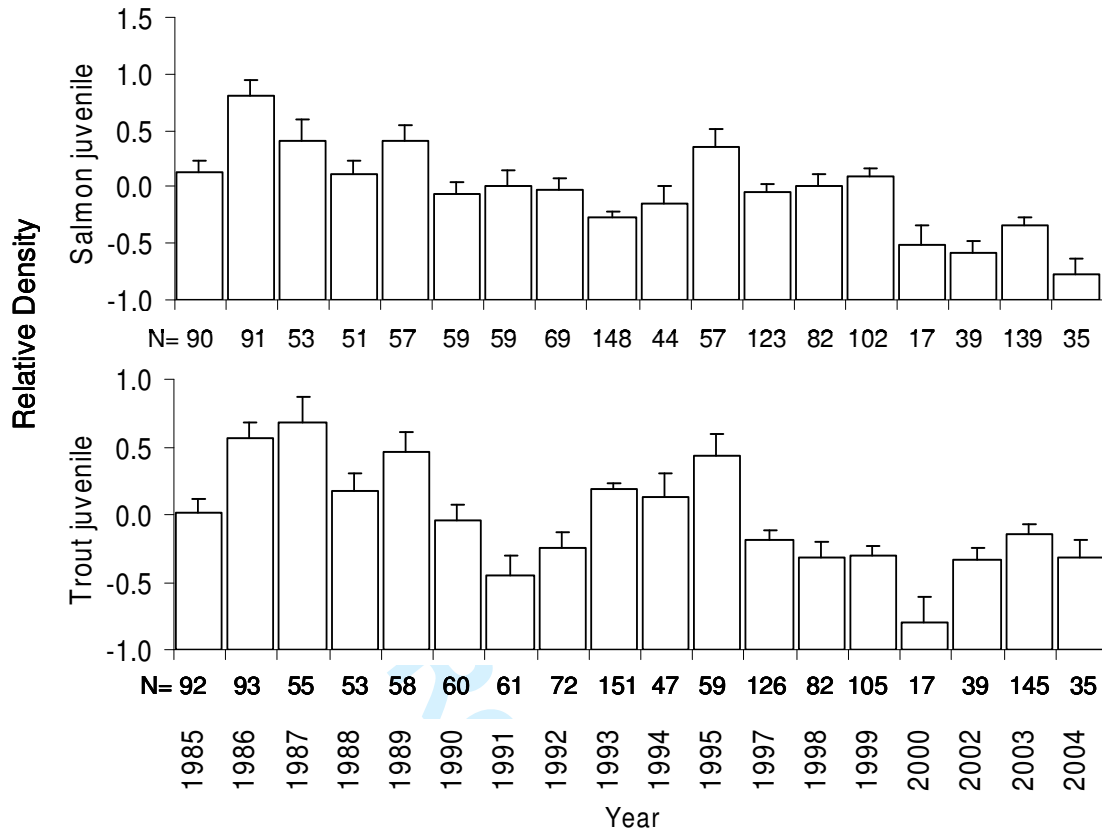 Relative Density
Salmon juvenile
1.5
1.0
0.5
0.0
-0.5
-1.0
N= 90 91 53 51 57 59 59 69 148 44 57 123 82 102 17 39 139 35
Trout juvenile
1.0
0.5
0.0
-0.5
-1.0
N= 92 93 55 53 58 60 61 72 151 47 59 126 82 105 17 39 145 35
1985 1986 1987 1988 1989 1990 1991 1992 1993 1994 1995 1997 1998 1999 2000 2002 2003 2004
Year